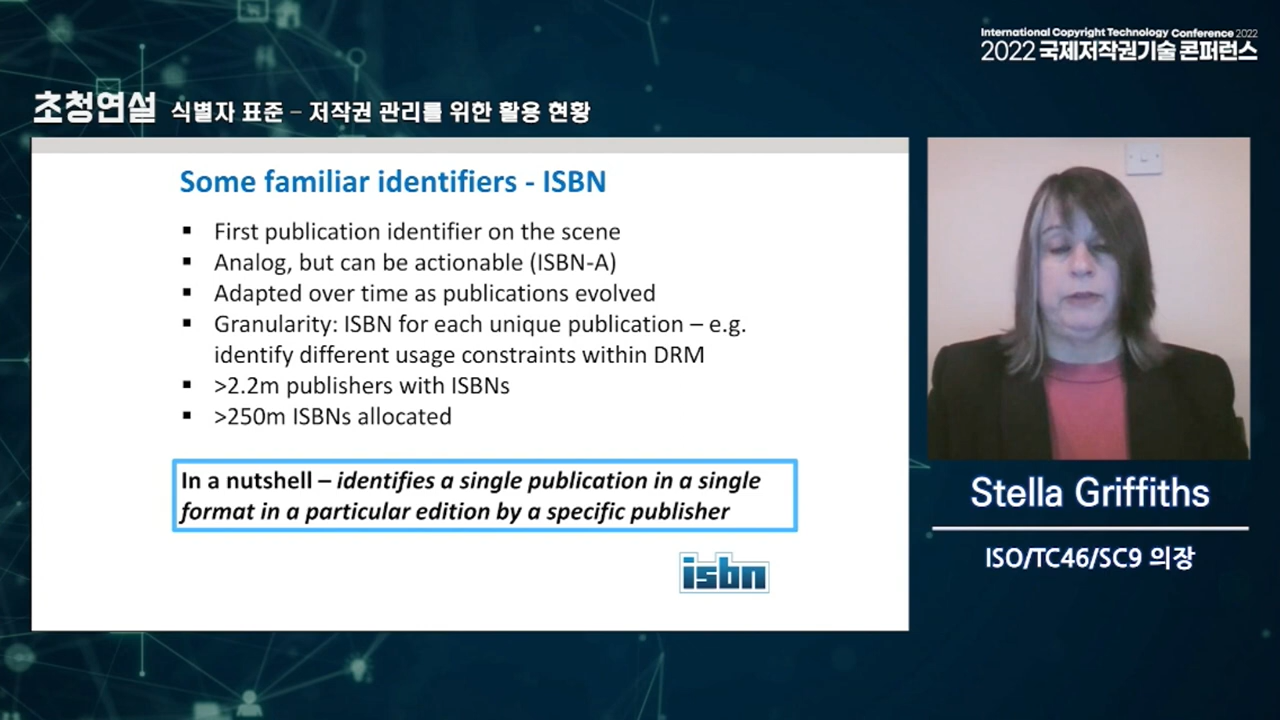 International Copyright Technology Conference 2022
2022 국제저작권기술 콘퍼런스
초청연설 식별자 표준 – 저작권 관리를 위한 활용 현황
Some familiar identifiers - ISBN
▪ First publication identifier on the scene
▪ Analog, but can be actionable (ISBN-A)
▪ Adapted over time as publications evolved
▪ Granularity: ISBN for each unique publication – e.g.
identify different usage constraints within DRM
▪ >2.2m publishers with ISBNs
▪ >250m ISBNs allocated
In a nutshell – identifies a single publication in a single
format in a particular edition by a specific publisher
isbn
Stella Griffiths
ISO/TC46/SC9 의장